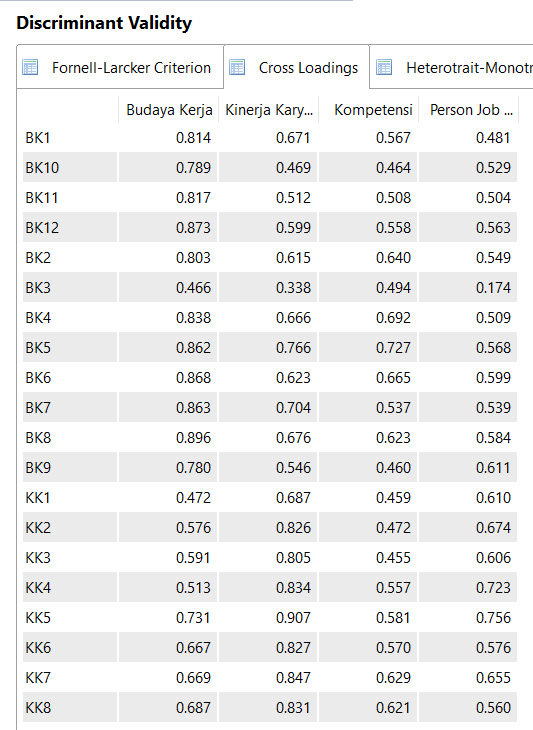 Discriminant Validity
Fornell-Larcker Criterion Cross Loadings Heterotrait-Monotr
Budaya Kerja Kinerja Kary... Kompetensi Person Job ...
BK1 0.814 0.671 0.567 0.481
BK10 0.789 0.469 0.464 0.529
BK11 0.817 0.512 0.508 0.504
BK12 0.873 0.599 0.558 0.563
BK2 0.803 0.615 0.640 0.549
BK3 0.466 0.338 0.494 0.174
BK4 0.838 0.666 0.692 0.509
BK5 0.862 0.766 0.727 0.568
BK6 0.868 0.623 0.665 0.599
BK7 0.863 0.704 0.537 0.539
BK8 0.896 0.676 0.623 0.584
BK9 0.780 0.546 0.460 0.611
KK1 0.472 0.687 0.459 0.610
KK2 0.576 0.826 0.472 0.674
KK3 0.591 0.805 0.455 0.606
KK4 0.513 0.834 0.557 0.723
KK5 0.731 0.907 0.581 0.756
KK6 0.667 0.827 0.570 0.576
KK7 0.669 0.847 0.629 0.655
KK8 0.687 0.831 0.621 0.560